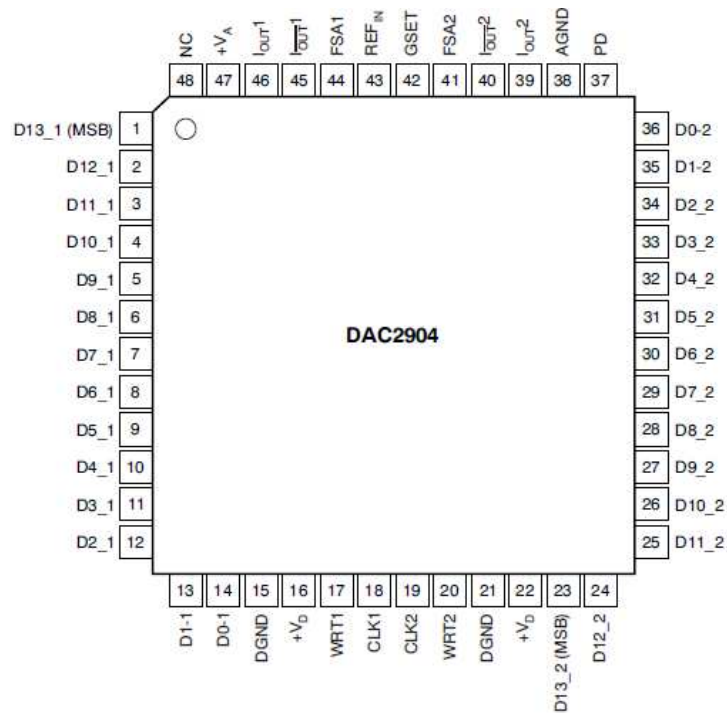 NC
+VA
IOUT1
I̅O̅U̅T̅1
FSA1
REFIN
GSET
FSA2
I̅O̅U̅T̅2
IOUT2
AGND
PD
48 47 46 45 44 43 42 41 40 39 38 37
D13_1 (MSB) 1 36 D0-2
D12_1 2 35 D1-2
D11_1 3 34 D2_2
D10_1 4 33 D3_2
D9_1 5 32 D4_2
D8_1 6 31 D5_2
DAC2904
D7_1 7 30 D6_2
D6_1 8 29 D7_2
D5_1 9 28 D8_2
D4_1 10 27 D9_2
D3_1 11 26 D10_2
D2_1 12 25 D11_2
13 14 15 16 17 18 19 20 21 22 23 24
D1-1
D0-1
DGND
+VD
WRT1
CLK1
CLK2
WRT2
DGND
+VD
D13_2 (MSB)
D12_2